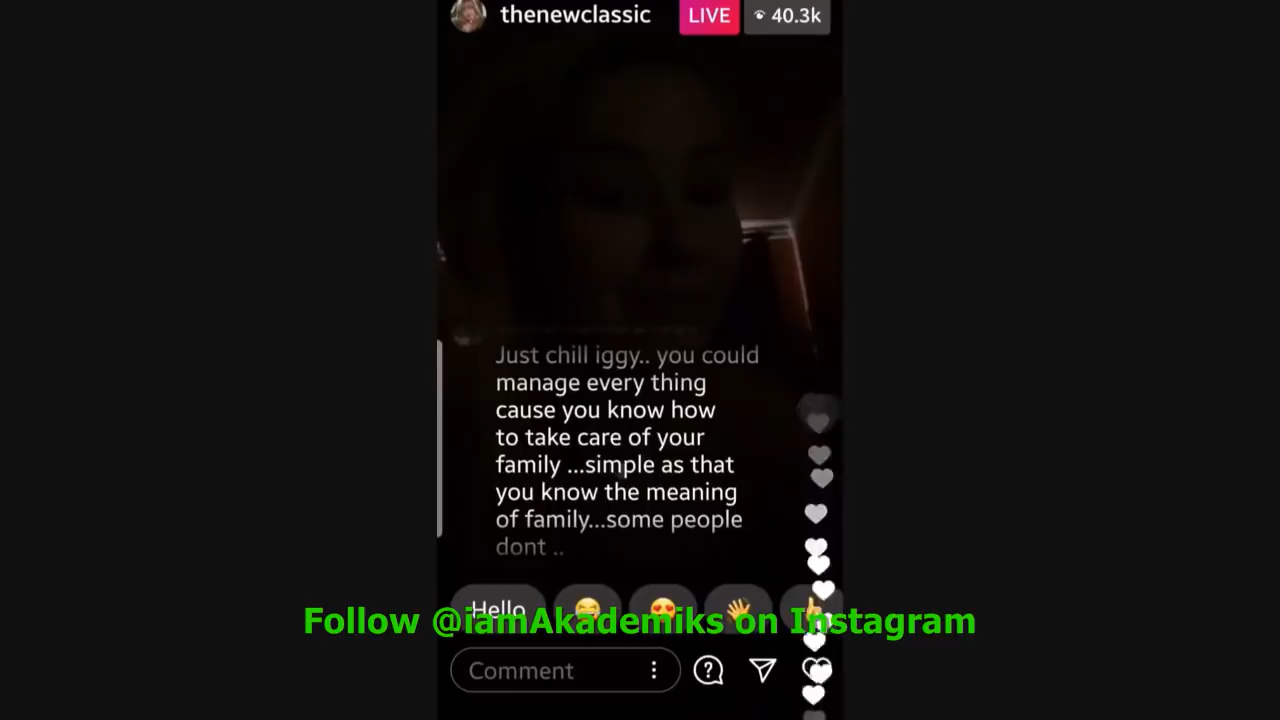 thenewclassic LIVE 40.3k
Just chill iggy.. you could
manage every thing
cause you know how
to take care of your
family ...simple as that
you know the meaning
of family...some people
dont ..
Hello
Follow @iamAkademiks on Instagram
Comment